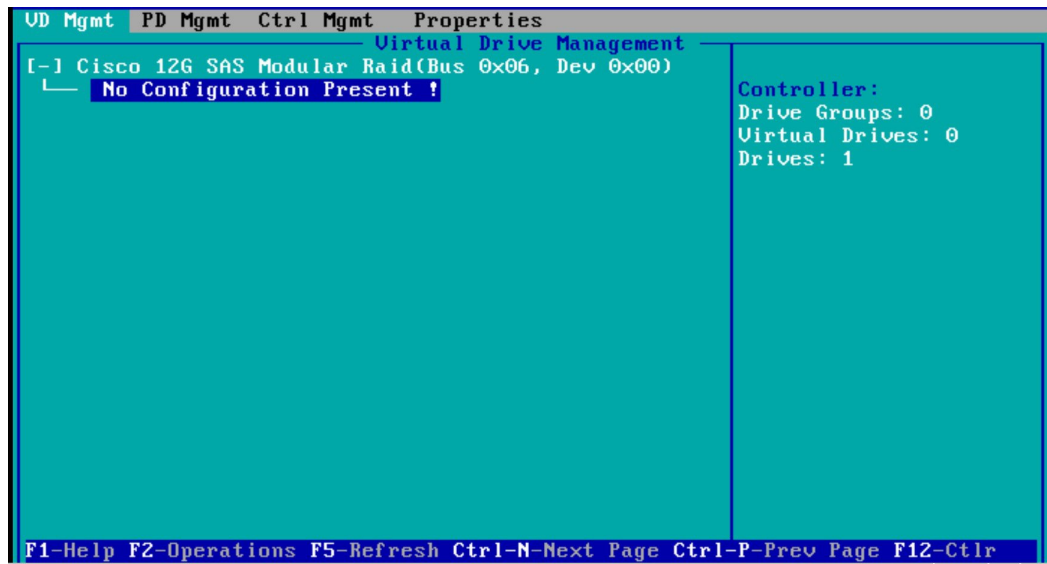 VD Mgmt PD Mgmt Ctrl Mgmt Properties
Virtual Drive Management
[-] Cisco 12G SAS Modular Raid(Bus 0x06, Dev 0x00)
No Configuration Present !
Controller:
Drive Groups: 0
Virtual Drives: 0
Drives: 1
F1-Help F2-Operations F5-Refresh Ctrl-N-Next Page Ctrl-P-Prev Page F12-Ctlr